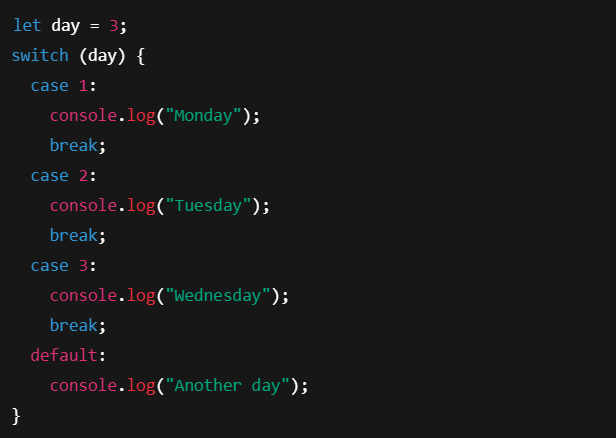 let day = 3;
switch (day) {
  case 1:
    console.log("Monday");
    break;
  case 2:
    console.log("Tuesday");
    break;
  case 3:
    console.log("Wednesday");
    break;
  default:
    console.log("Another day");
}